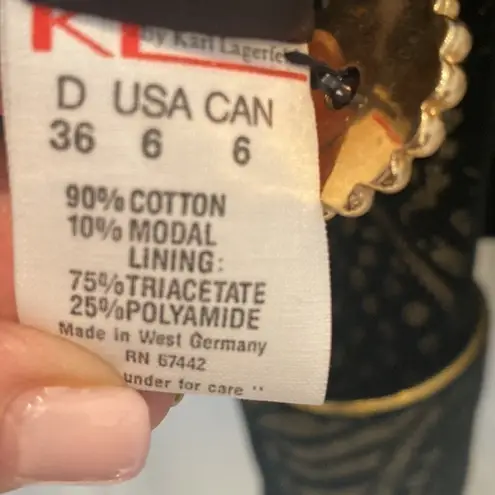 KL
by Karl Lagerfe
D USA CAN
36 6 6
90% COTTON
10% MODAL
LINING:
75% TRIACETATE
25% POLYAMIDE
Made in West Germany
RN 67442
under for care "